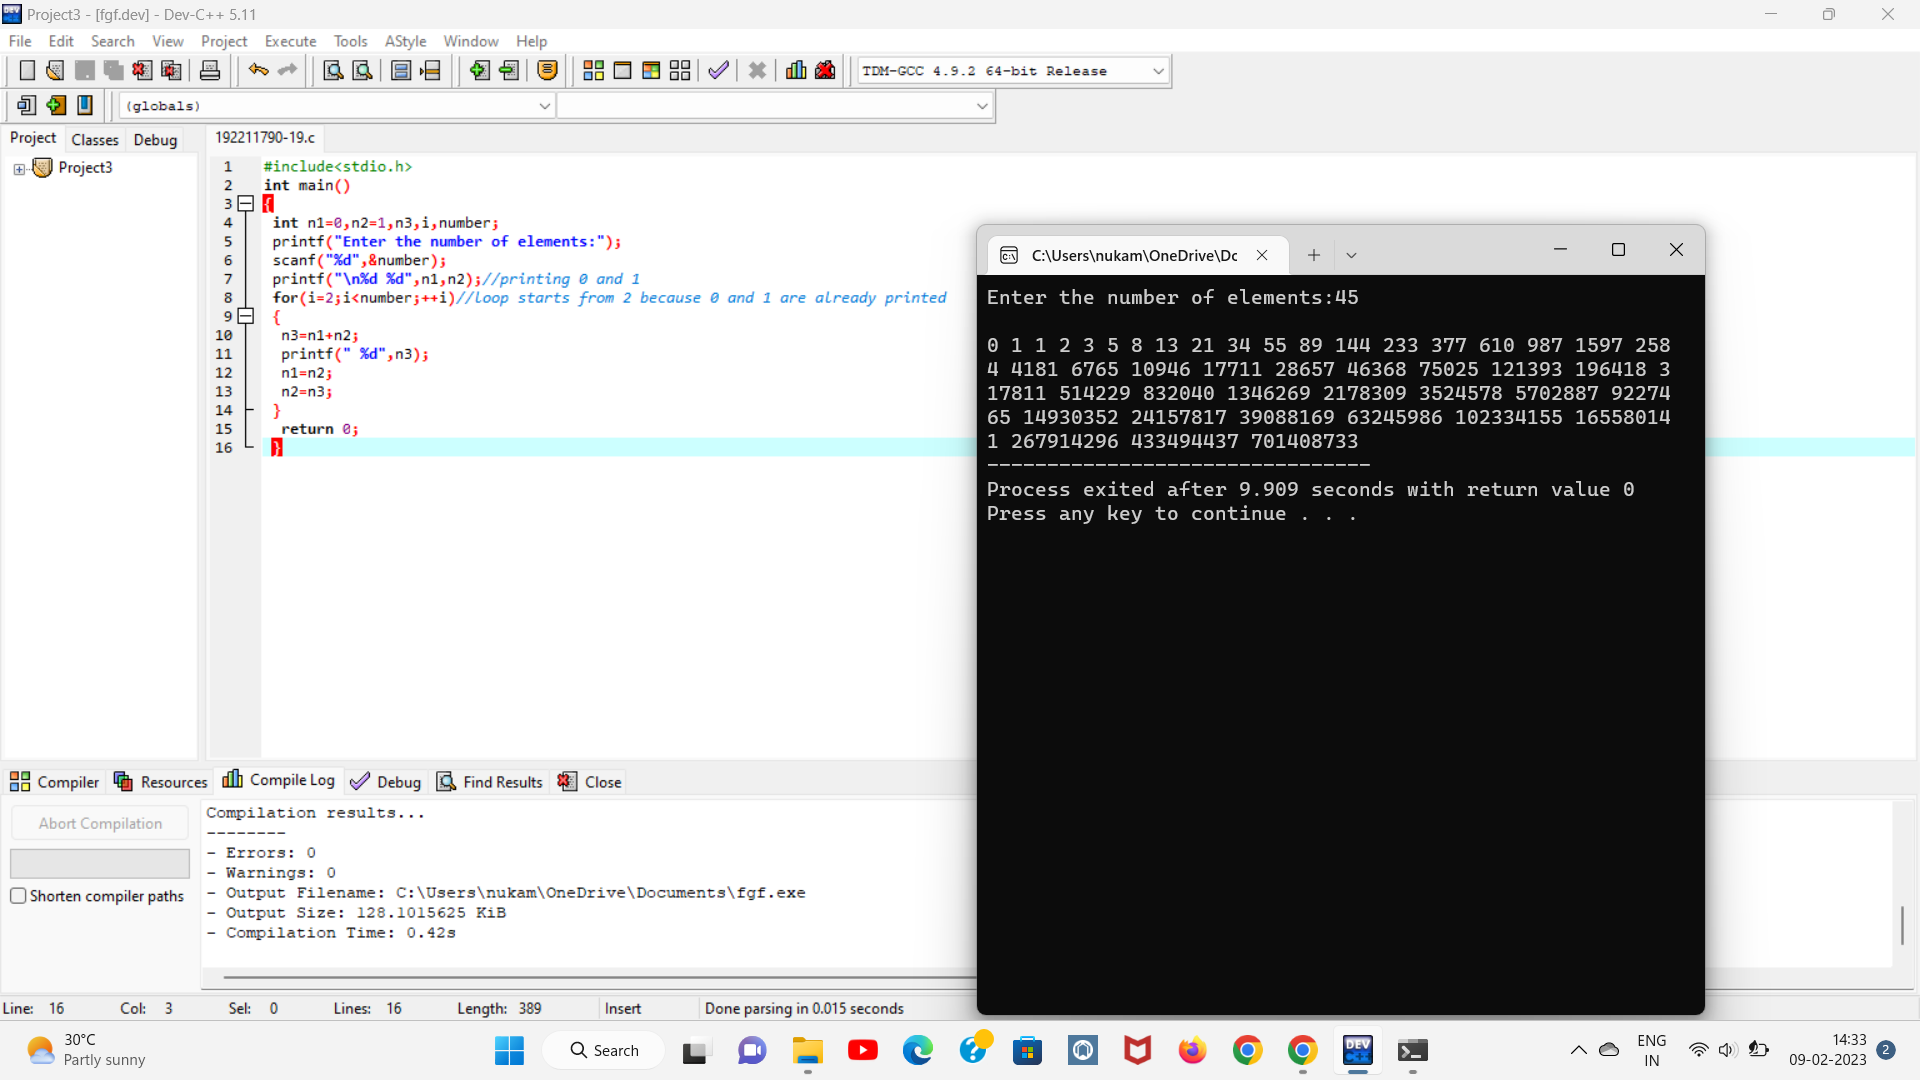 Project3 - [fgf.dev] - Dev-C++ 5.11
File Edit Search View Project Execute Tools AStyle Window Help
TDM-GCC 4.9.2 64-bit Release
(globals)
Project Classes Debug 192211790-19.c
Project3
1 #include<stdio.h>
2 int main()
3 {
4 int n1=0,n2=1,n3,i,number;
5 printf("Enter the number of elements:");
6 scanf("%d",&number);
7 printf("\n%d %d",n1,n2);//printing 0 and 1
8 for(i=2;i<number;++i)//loop starts from 2 because 0 and 1 are already printed
9 {
10 n3=n1+n2;
11 printf(" %d",n3);
12 n1=n2;
13 n2=n3;
14 }
15 return 0;
16 }
C:\Users\nukam\OneDrive\Dc
Enter the number of elements:45
0 1 1 2 3 5 8 13 21 34 55 89 144 233 377 610 987 1597 258
4 4181 6765 10946 17711 28657 46368 75025 121393 196418 3
17811 514229 832040 1346269 2178309 3524578 5702887 92274
65 14930352 24157817 39088169 63245986 102334155 16558014
1 267914296 433494437 701408733
--------------------------------
Process exited after 9.909 seconds with return value 0
Press any key to continue . . .
Compiler Resources Compile Log Debug Find Results Close
Abort Compilation
Shorten compiler paths
Compilation results...
--------
- Errors: 0
- Warnings: 0
- Output Filename: C:\Users\nukam\OneDrive\Documents\fgf.exe
- Output Size: 128.1015625 KiB
- Compilation Time: 0.42s
Line: 16 Col: 3 Sel: 0 Lines: 16 Length: 389 Insert Done parsing in 0.015 seconds
30°C
Partly sunny
Search
DEV
ENG
IN
14:33
09-02-2023
2